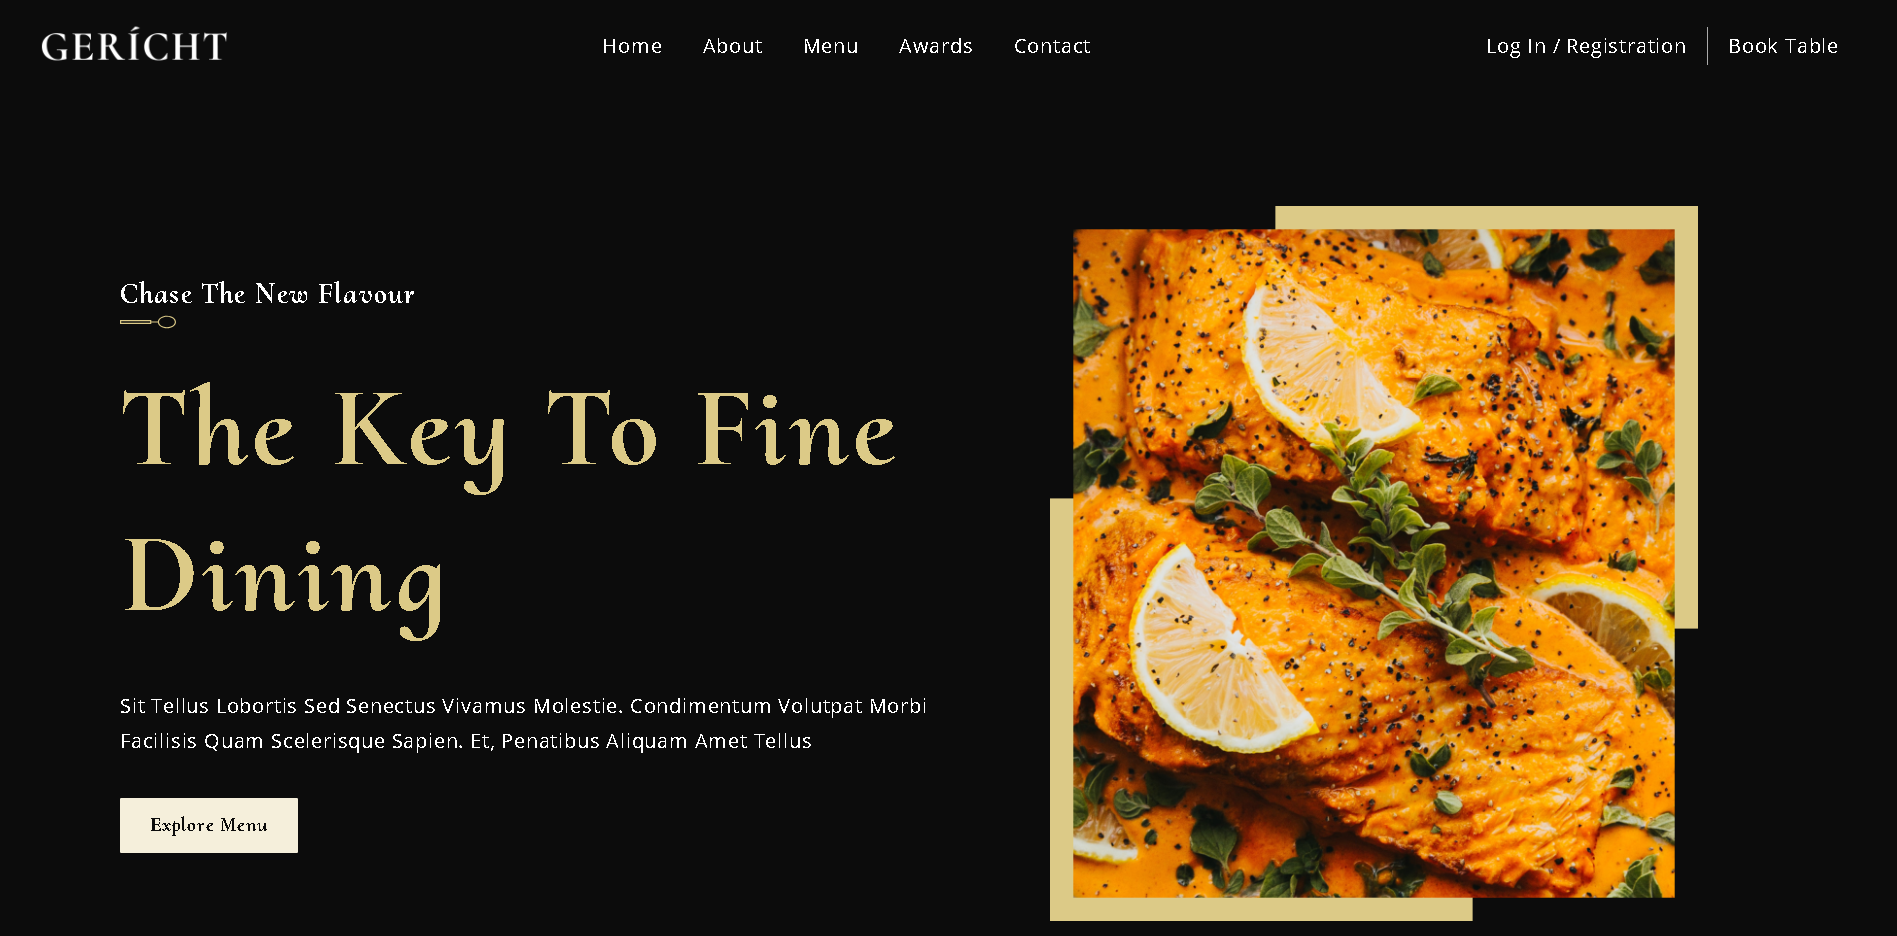 GERÍCHT
Home About Menu Awards Contact
Log In / Registration Book Table
Chase The New Flavour
The Key To Fine
Dining
Sit Tellus Lobortis Sed Senectus Vivamus Molestie. Condimentum Volutpat Morbi
Facilisis Quam Scelerisque Sapien. Et, Penatibus Aliquam Amet Tellus
Explore Menu